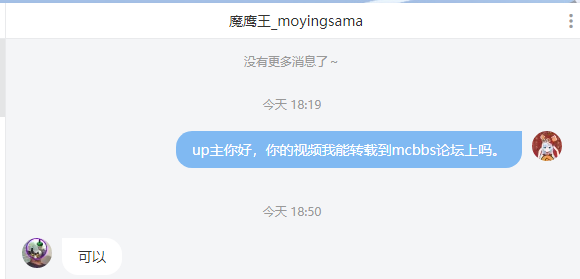 魔鹰王_moyingsama
没有更多消息了～
今天 18:19
up主你好，你的视频我能转载到mcbbs论坛上吗。
今天 18:50
可以